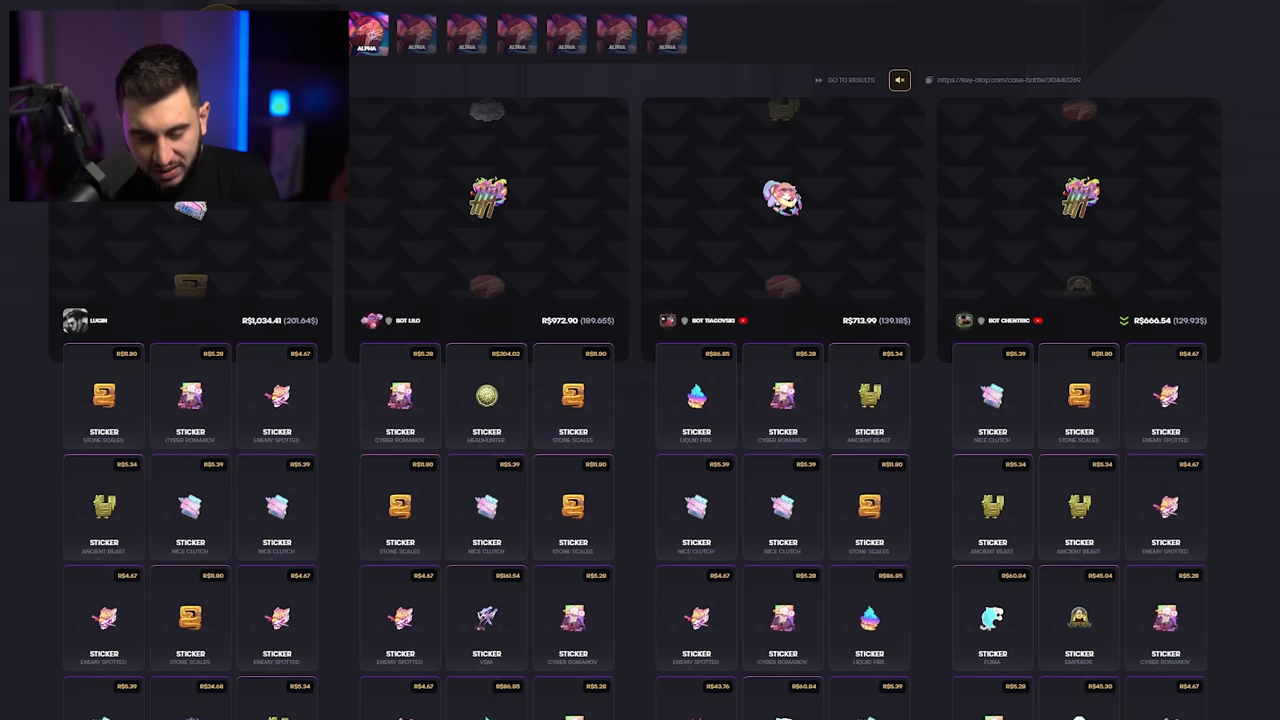 ALPHA ALPHA ALPHA ALPHA ALPHA ALPHA ALPHA
GO TO RESULTS https://key-drop.com/case-battle/30440269
LUGIN R$1,034.41 (201.64$)
BOT LILO R$972.90 (189.65$)
BOT TIAGOVSKI R$713.99 (139.18$)
BOT CHENTRIC R$666.54 (129.93$)
R$11.80 R$5.28 R$4.67 R$5.28 R$204.02 R$11.80 R$86.85 R$5.28 R$5.34 R$5.39 R$11.80 R$4.67
STICKER STICKER STICKER STICKER STICKER STICKER STICKER STICKER STICKER STICKER STICKER STICKER
STONE SCALES CYBER ROMANOV ENEMY SPOTTED CYBER ROMANOV HEADHUNTER STONE SCALES LIQUID FIRE CYBER ROMANOV ANCIENT BEAST NICE CLUTCH STONE SCALES ENEMY SPOTTED
R$5.34 R$5.39 R$5.39 R$11.80 R$5.39 R$11.80 R$5.39 R$5.39 R$11.80 R$5.34 R$5.34 R$4.67
STICKER STICKER STICKER STICKER STICKER STICKER STICKER STICKER STICKER STICKER STICKER STICKER
ANCIENT BEAST NICE CLUTCH NICE CLUTCH STONE SCALES NICE CLUTCH STONE SCALES NICE CLUTCH NICE CLUTCH STONE SCALES ANCIENT BEAST ANCIENT BEAST ENEMY SPOTTED
R$4.67 R$11.80 R$4.67 R$4.67 R$161.54 R$5.28 R$4.67 R$5.28 R$86.85 R$60.84 R$45.04 R$5.28
STICKER STICKER STICKER STICKER STICKER STICKER STICKER STICKER STICKER STICKER STICKER STICKER
ENEMY SPOTTED STONE SCALES ENEMY SPOTTED ENEMY SPOTTED VSM CYBER ROMANOV ENEMY SPOTTED CYBER ROMANOV LIQUID FIRE FURIA EMPEROR CYBER ROMANOV
R$5.39 R$24.68 R$5.34 R$4.67 R$86.85 R$5.28 R$43.76 R$60.84 R$5.39 R$5.28 R$45.30 R$4.67